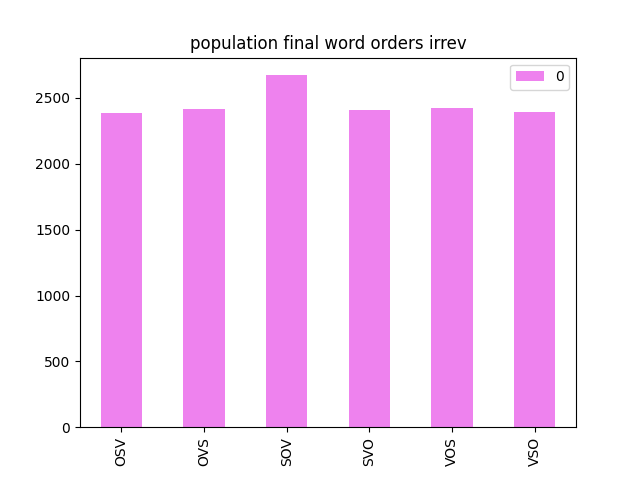 population final word orders irrev
0
2500
2000
1500
1000
500
0
OSV
OVS
SOV
SVO
VOS
VSO